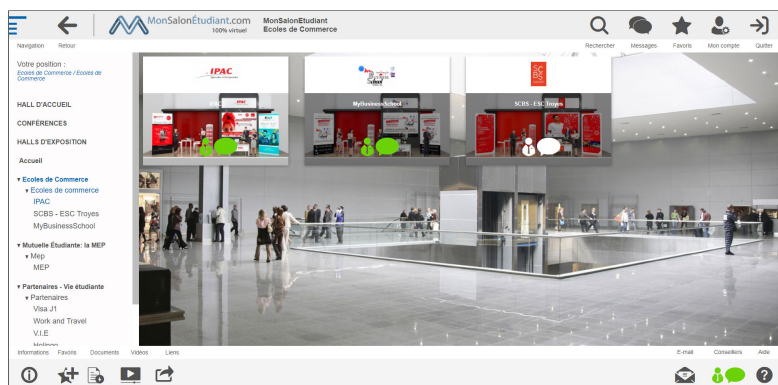 MonSalonÉtudiant.com
100% virtuel
MonSalonEtudiant
Ecoles de Commerce
Navigation
Retour
Rechercher
Messages
Favoris
Mon compte
Quitter
Votre position :
Ecoles de Commerce / Ecoles de
Commerce
HALL D'ACCUEIL
CONFÉRENCES
HALLS D'EXPOSITION
Accueil
Ecoles de Commerce
Ecoles de commerce
IPAC
SCBS - ESC Troyes
MyBusinessSchool
Mutuelle Étudiante: la MEP
Mep
MEP
Partenaires - Vie étudiante
Partenaires
Visa J1
Work and Travel
V.I.E
IPAC
IPAC
MyBusinessSchool
SCBS
SCBS - ESC Troyes
Informations
Favoris
Documents
Vidéos
Liens
E-mail
Conseillers
Aide